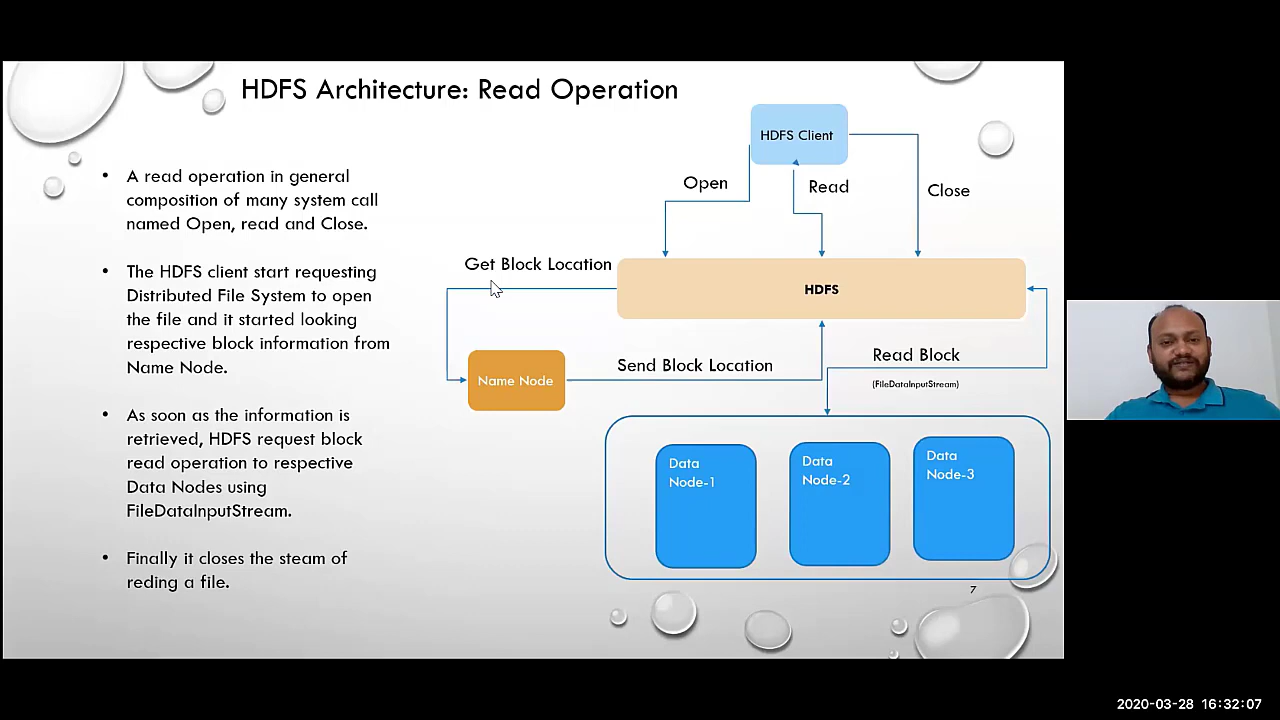 HDFS Architecture: Read Operation
• A read operation in general
composition of many system call
named Open, read and Close.
• The HDFS client start requesting
Distributed File System to open
the file and it started looking
respective block information from
Name Node.
• As soon as the information is
retrieved, HDFS request block
read operation to respective
Data Nodes using
FileDataInputStream.
• Finally it closes the steam of
reding a file.
HDFS Client
Open
Read
Close
Get Block Location
HDFS
Name Node
Send Block Location
Read Block
(FileDataInputStream)
Data
Node-1
Data
Node-2
Data
Node-3
7
2020-03-28 16:32:07